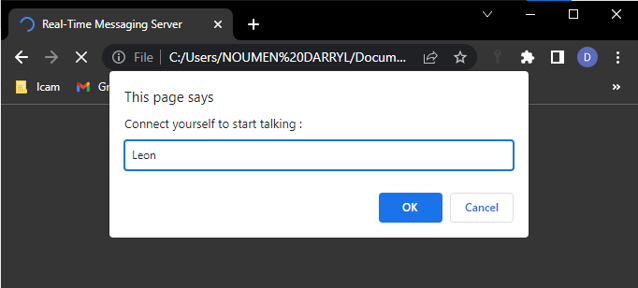 Real-Time Messaging Server
File C:/Users/NOUMEN%20DARRYL/Docum...
D
Icam
This page says
Connect yourself to start talking :
Leon
OK Cancel